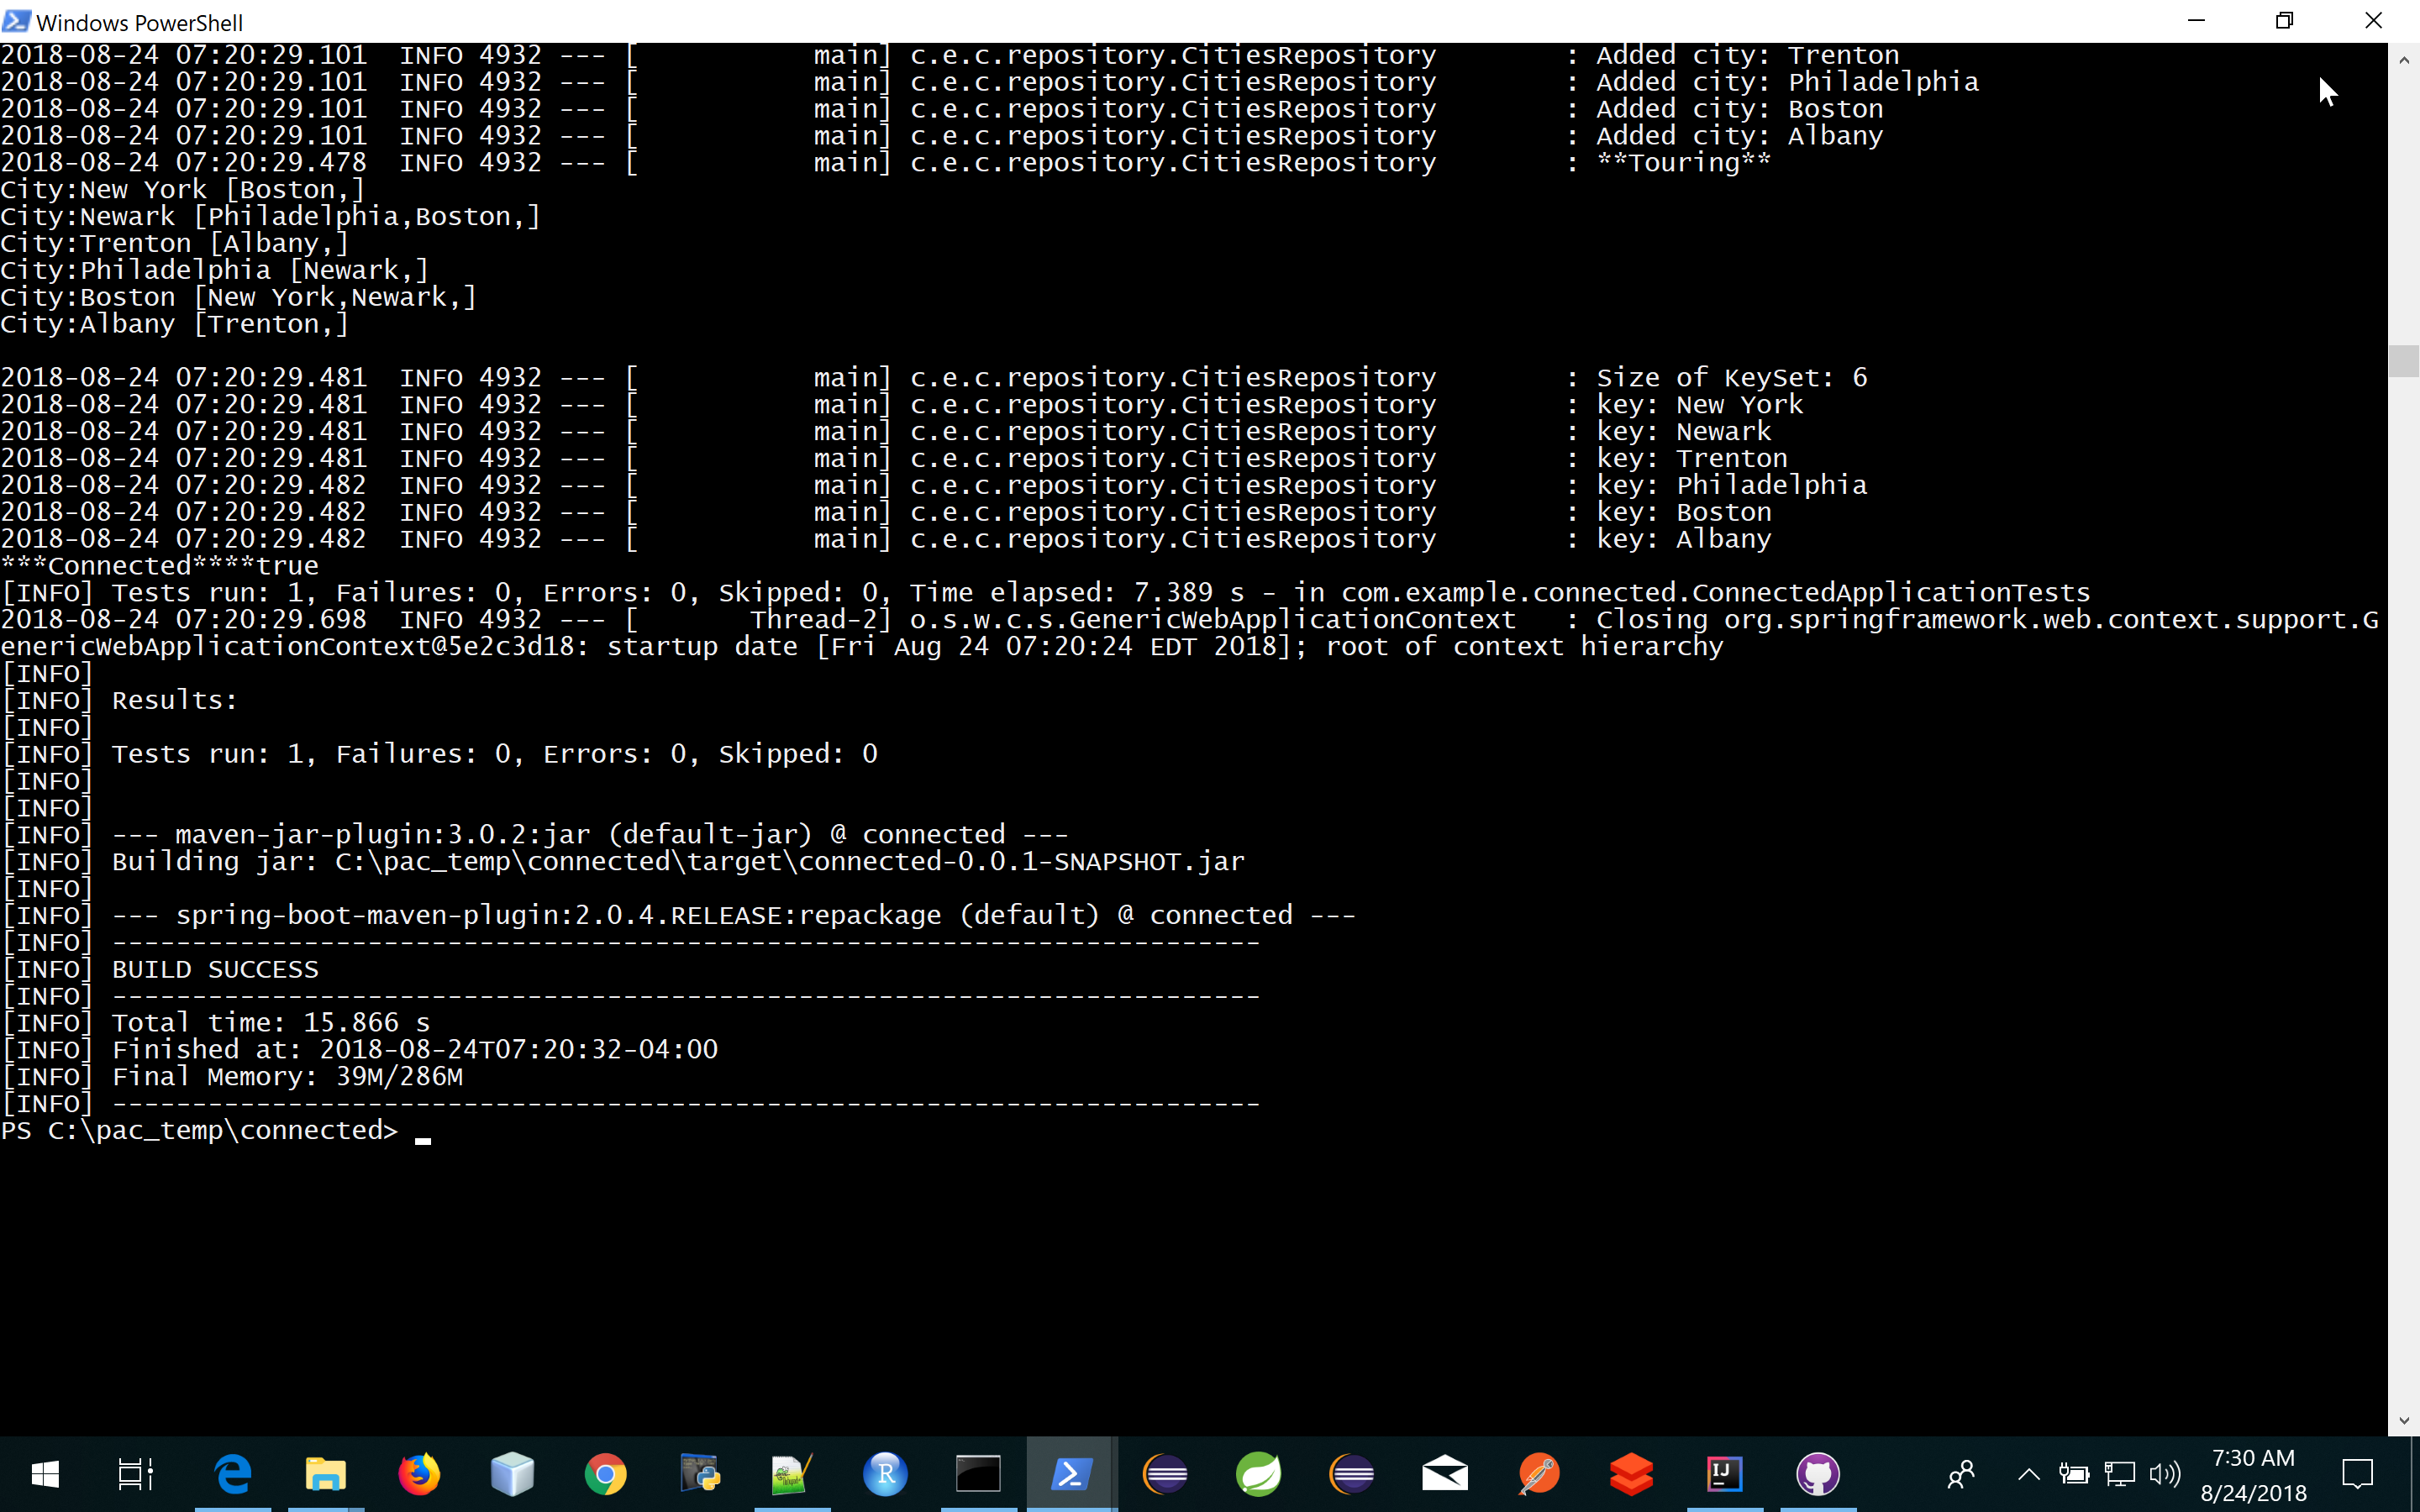 Windows PowerShell
2018-08-24 07:20:29.101  INFO 4932 --- [           main] c.e.c.repository.CitiesRepository        : Added city: Trenton
2018-08-24 07:20:29.101  INFO 4932 --- [           main] c.e.c.repository.CitiesRepository        : Added city: Philadelphia
2018-08-24 07:20:29.101  INFO 4932 --- [           main] c.e.c.repository.CitiesRepository        : Added city: Boston
2018-08-24 07:20:29.101  INFO 4932 --- [           main] c.e.c.repository.CitiesRepository        : Added city: Albany
2018-08-24 07:20:29.478  INFO 4932 --- [           main] c.e.c.repository.CitiesRepository        : **Touring**
City:New York [Boston,]
City:Newark [Philadelphia,Boston,]
City:Trenton [Albany,]
City:Philadelphia [Newark,]
City:Boston [New York,Newark,]
City:Albany [Trenton,]
2018-08-24 07:20:29.481  INFO 4932 --- [           main] c.e.c.repository.CitiesRepository        : Size of KeySet: 6
2018-08-24 07:20:29.481  INFO 4932 --- [           main] c.e.c.repository.CitiesRepository        : key: New York
2018-08-24 07:20:29.481  INFO 4932 --- [           main] c.e.c.repository.CitiesRepository        : key: Newark
2018-08-24 07:20:29.481  INFO 4932 --- [           main] c.e.c.repository.CitiesRepository        : key: Trenton
2018-08-24 07:20:29.482  INFO 4932 --- [           main] c.e.c.repository.CitiesRepository        : key: Philadelphia
2018-08-24 07:20:29.482  INFO 4932 --- [           main] c.e.c.repository.CitiesRepository        : key: Boston
2018-08-24 07:20:29.482  INFO 4932 --- [           main] c.e.c.repository.CitiesRepository        : key: Albany
***Connected****true
[INFO] Tests run: 1, Failures: 0, Errors: 0, Skipped: 0, Time elapsed: 7.389 s - in com.example.connected.ConnectedApplicationTests
2018-08-24 07:20:29.698  INFO 4932 --- [       Thread-2] o.s.w.c.s.GenericWebApplicationContext   : Closing org.springframework.web.context.support.G
enericWebApplicationContext@5e2c3d18: startup date [Fri Aug 24 07:20:24 EDT 2018]; root of context hierarchy
[INFO]
[INFO] Results:
[INFO]
[INFO] Tests run: 1, Failures: 0, Errors: 0, Skipped: 0
[INFO]
[INFO]
[INFO] --- maven-jar-plugin:3.0.2:jar (default-jar) @ connected ---
[INFO] Building jar: C:\pac_temp\connected\target\connected-0.0.1-SNAPSHOT.jar
[INFO]
[INFO] --- spring-boot-maven-plugin:2.0.4.RELEASE:repackage (default) @ connected ---
[INFO] ------------------------------------------------------------------------
[INFO] BUILD SUCCESS
[INFO] ------------------------------------------------------------------------
[INFO] Total time: 15.866 s
[INFO] Finished at: 2018-08-24T07:20:32-04:00
[INFO] Final Memory: 39M/286M
[INFO] ------------------------------------------------------------------------
PS C:\pac_temp\connected>
R
IJ
7:30 AM
8/24/2018